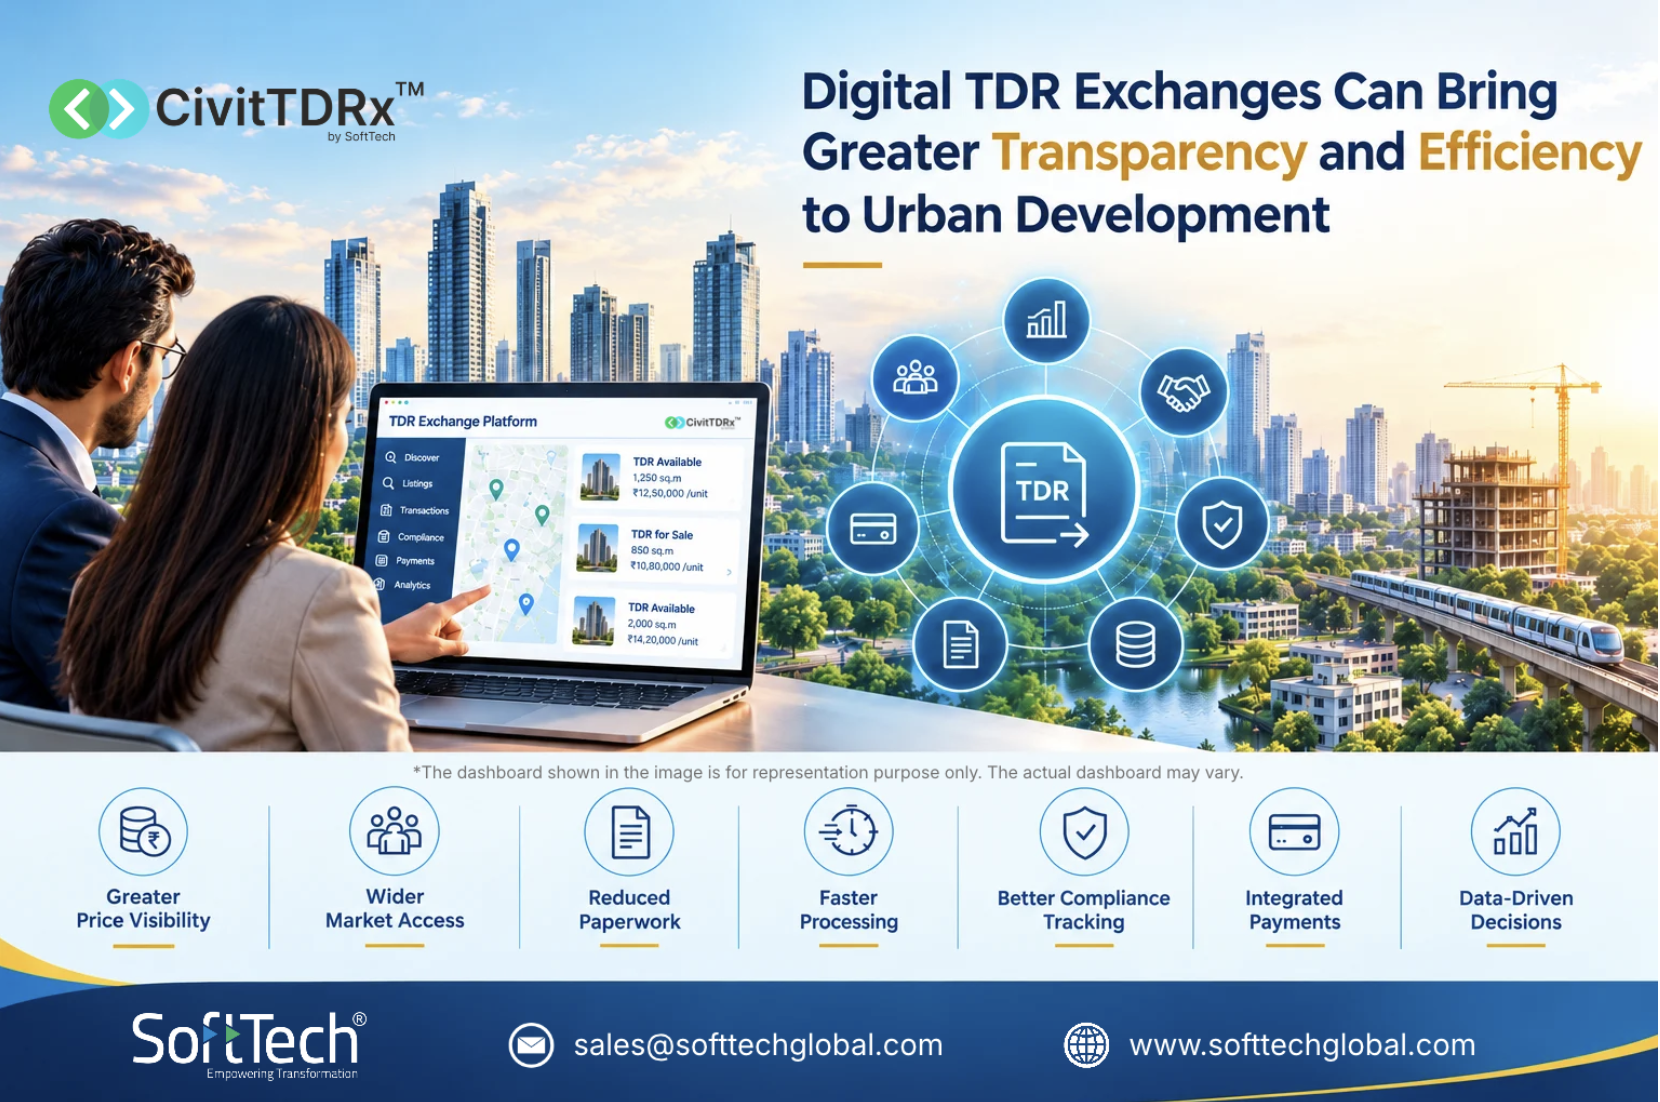 CivitTDRx™
by SoftTech
Digital TDR Exchanges Can Bring
Greater Transparency and Efficiency
to Urban Development
TDR Exchange Platform
CivitTDRx™
Discover
Listings
Transactions
Compliance
Payments
Analytics
TDR Available
1,250 sq.m
₹12,50,000 /unit
TDR for Sale
850 sq.m
₹10,80,000 /unit
TDR Available
2,000 sq.m
₹14,20,000 /unit
TDR
*The dashboard shown in the image is for representation purpose only. The actual dashboard may vary.
Greater
Price Visibility
Wider
Market Access
Reduced
Paperwork
Faster
Processing
Better Compliance
Tracking
Integrated
Payments
Data-Driven
Decisions
SoftTech®
Empowering Transformation
sales@softtechglobal.com
www.softtechglobal.com